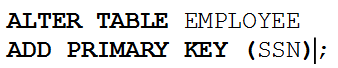 ALTER TABLE EMPLOYEE
ADD PRIMARY KEY (SSN);